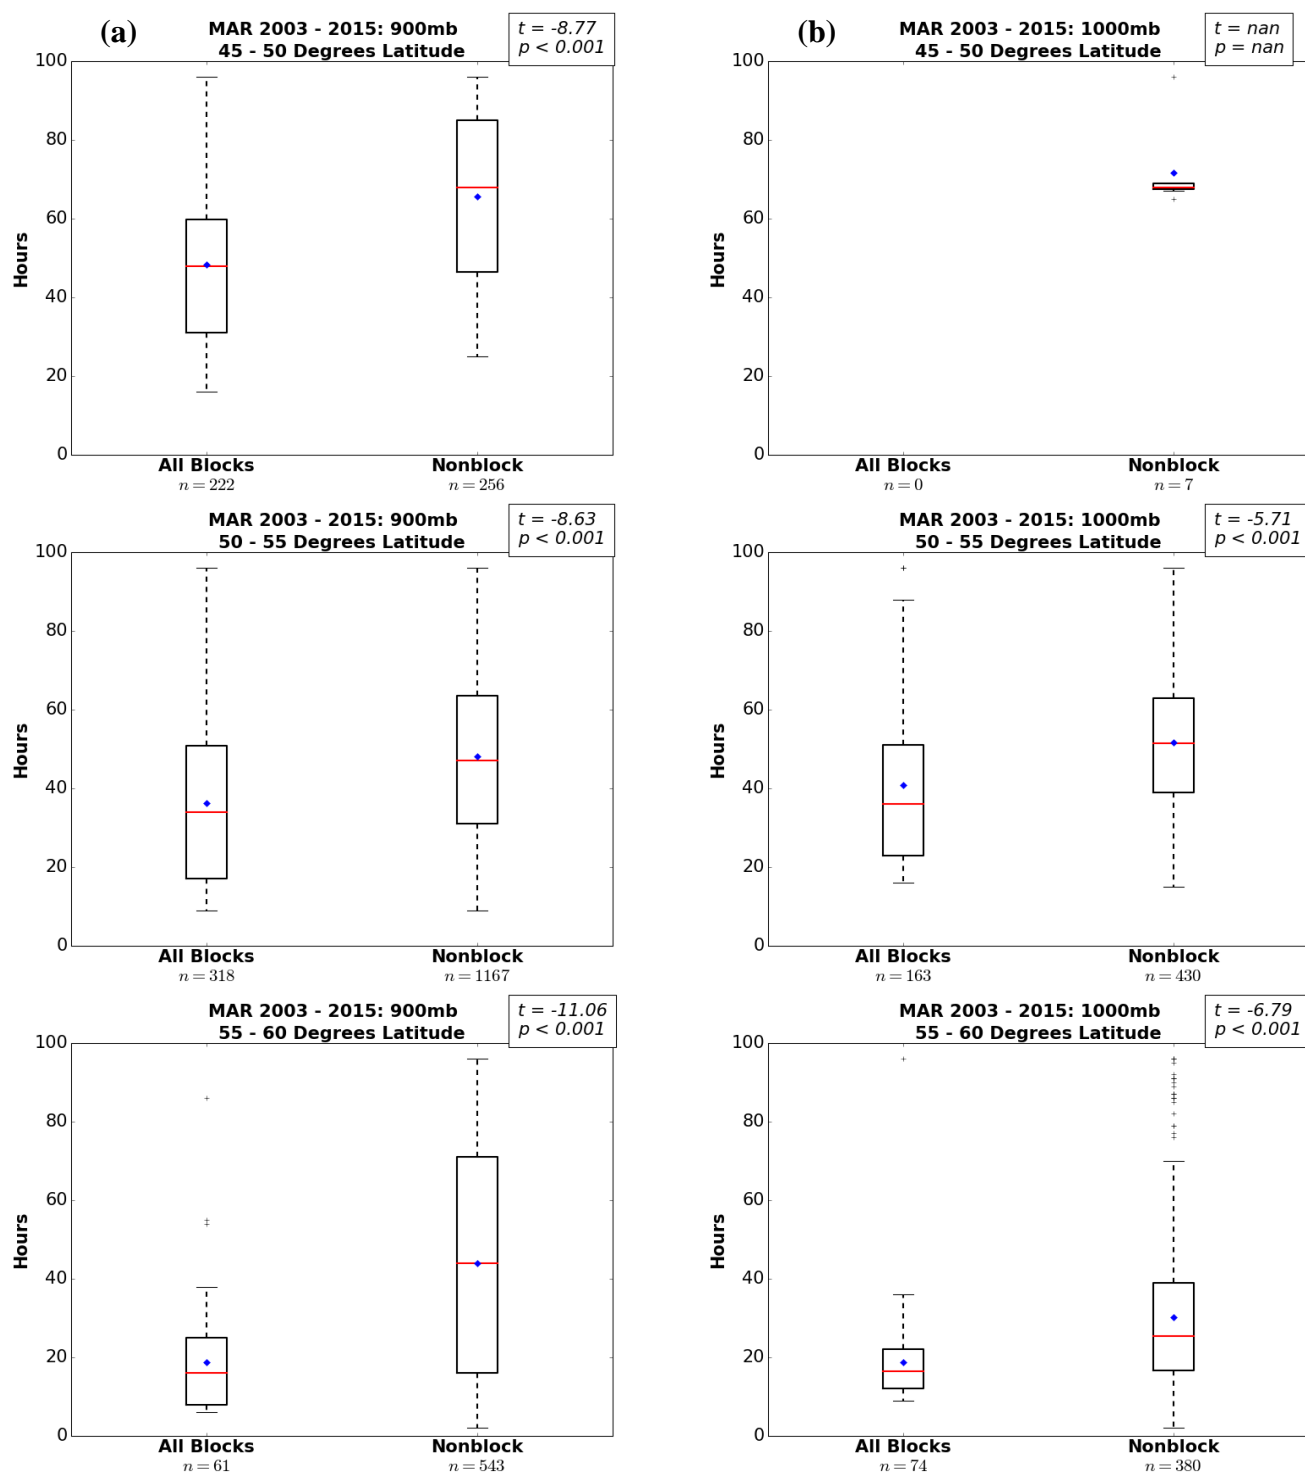 (a)
MAR 2003 - 2015: 900mb
45 - 50 Degrees Latitude
t = -8.77
p < 0.001
100
80
60
40
20
0
Hours
All Blocks
n = 222
Nonblock
n = 256
(b)
MAR 2003 - 2015: 1000mb
45 - 50 Degrees Latitude
t = nan
p = nan
100
80
60
40
20
0
Hours
All Blocks
n = 0
Nonblock
n = 7
MAR 2003 - 2015: 900mb
50 - 55 Degrees Latitude
t = -8.63
p < 0.001
100
80
60
40
20
0
Hours
All Blocks
n = 318
Nonblock
n = 1167
MAR 2003 - 2015: 1000mb
50 - 55 Degrees Latitude
t = -5.71
p < 0.001
100
80
60
40
20
0
Hours
All Blocks
n = 163
Nonblock
n = 430
MAR 2003 - 2015: 900mb
55 - 60 Degrees Latitude
t = -11.06
p < 0.001
100
80
60
40
20
0
Hours
All Blocks
n = 61
Nonblock
n = 543
MAR 2003 - 2015: 1000mb
55 - 60 Degrees Latitude
t = -6.79
p < 0.001
100
80
60
40
20
0
Hours
All Blocks
n = 74
Nonblock
n = 380